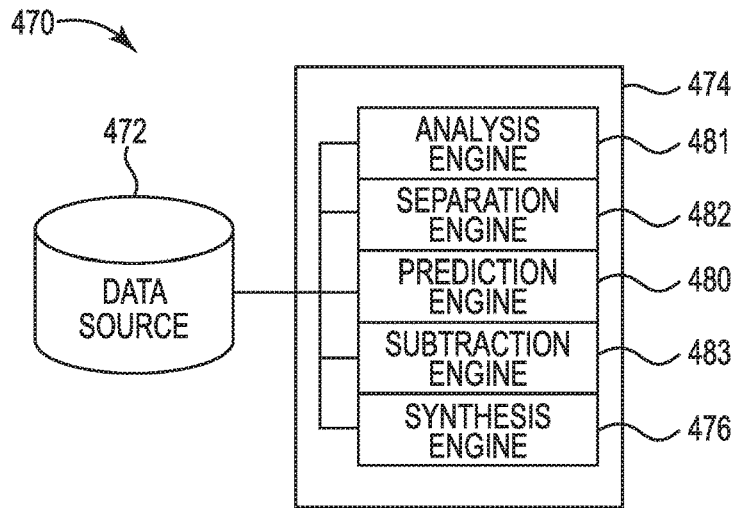 470
474
472
ANALYSIS
ENGINE
481
SEPARATION
ENGINE
482
DATA
SOURCE
PREDICTION
ENGINE
480
SUBTRACTION
ENGINE
483
SYNTHESIS
ENGINE
476